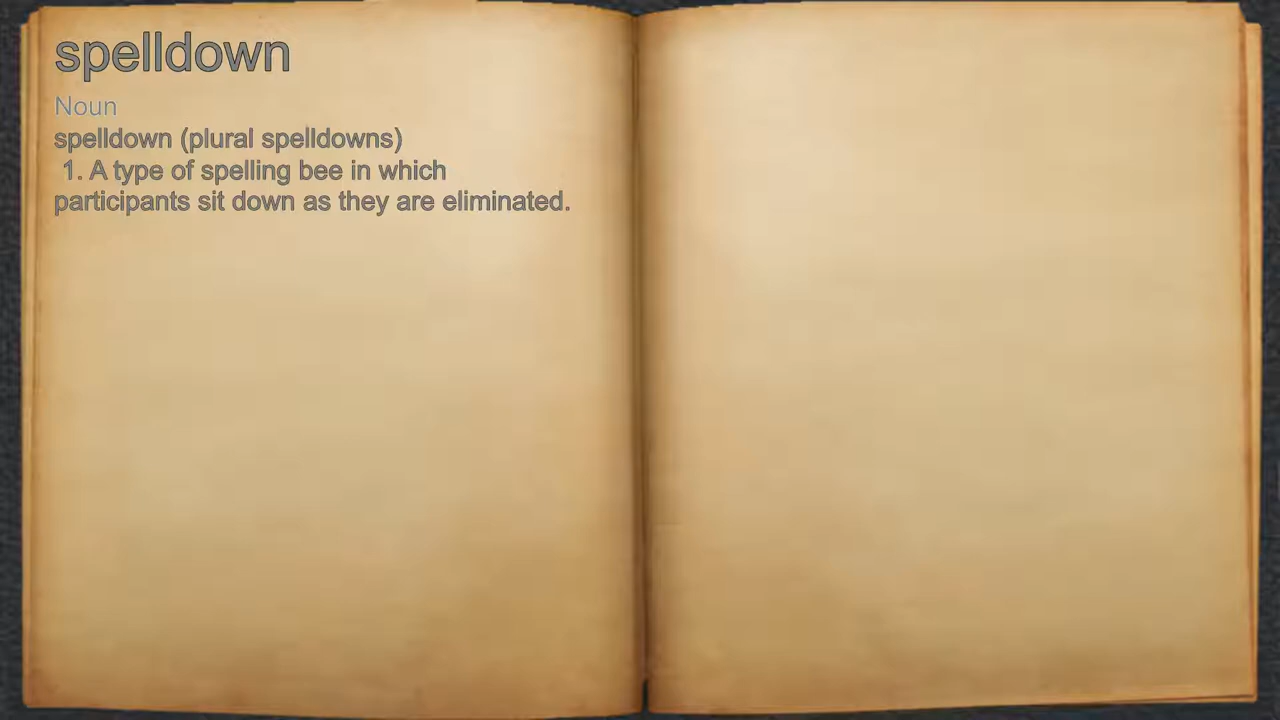 spelldown
Noun
spelldown (plural spelldowns)
1. A type of spelling bee in which
participants sit down as they are eliminated.